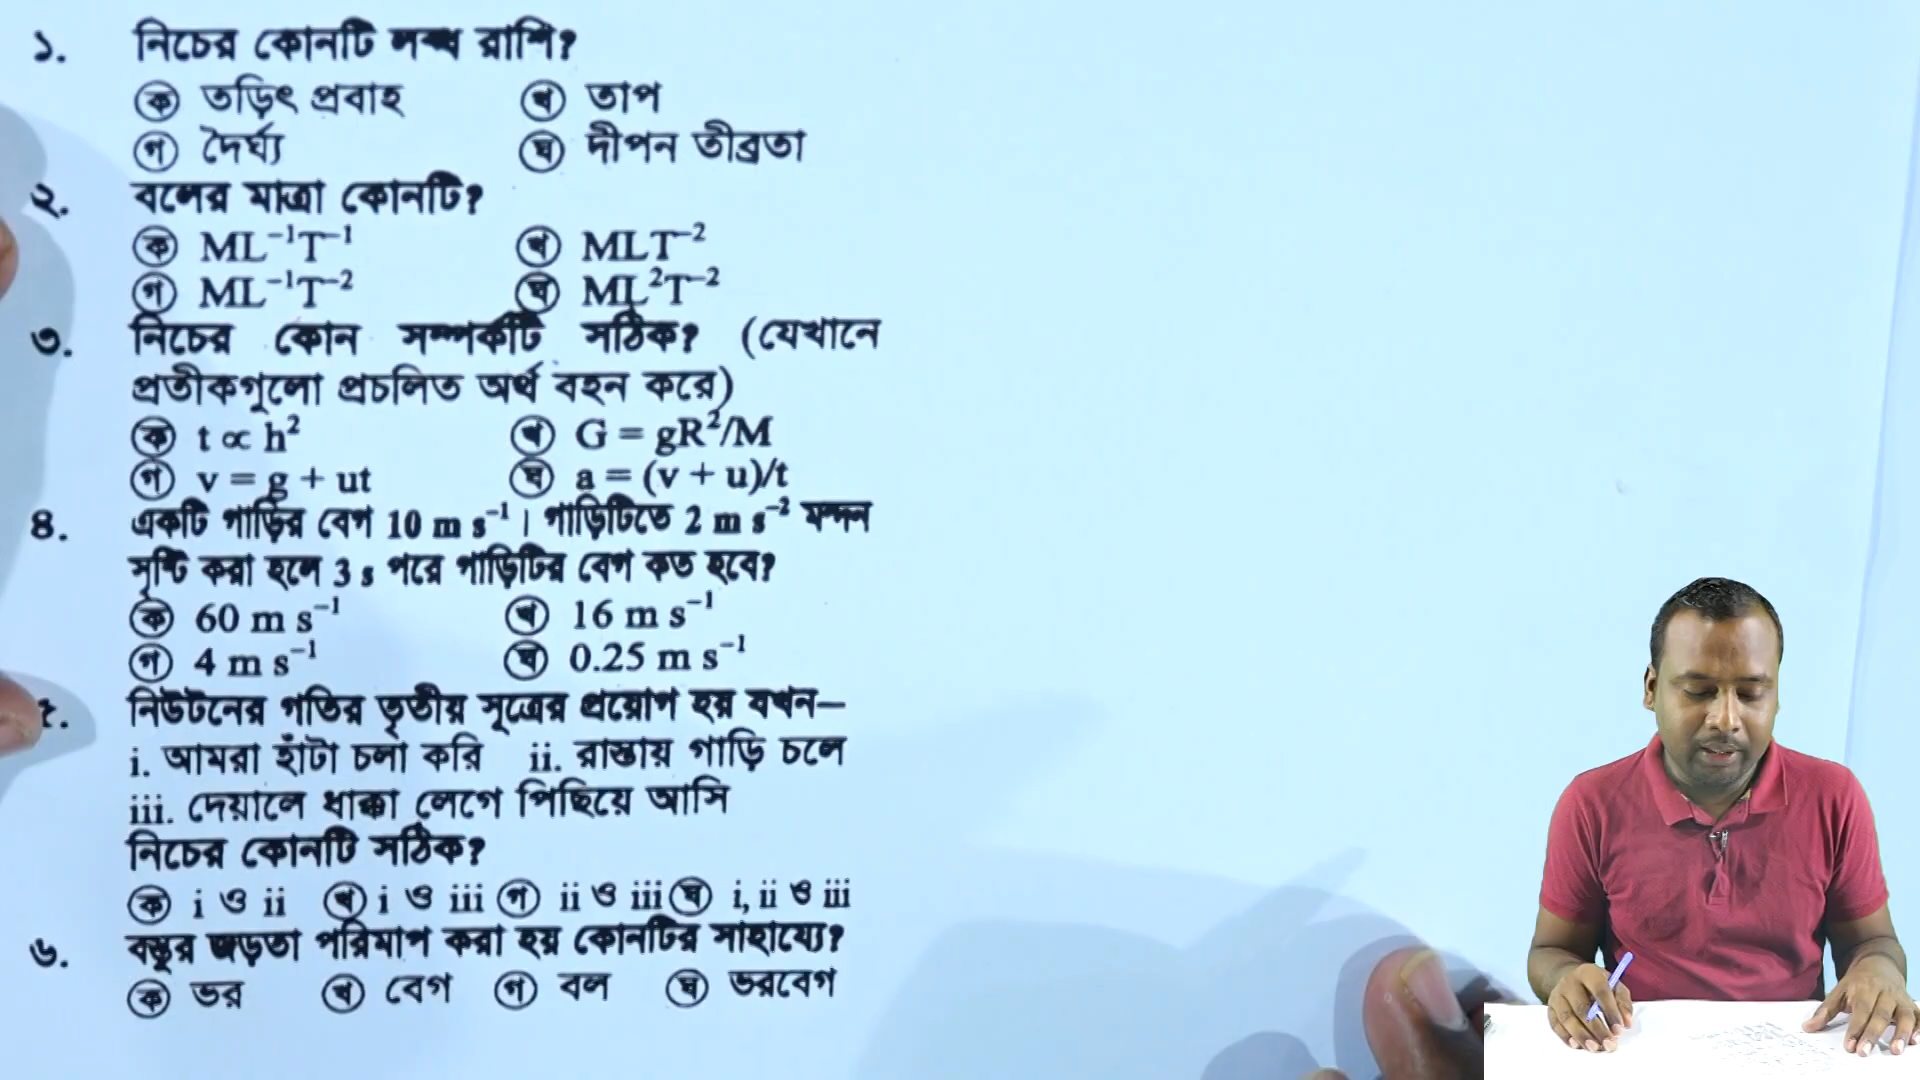 ১. নিচের কোনটি লব্ধ রাশি?
ক তড়িৎ প্রবাহ খ তাপ
গ দৈর্ঘ্য ঘ দীপন তীব্রতা
২. বলের মাত্রা কোনটি?
ক ML⁻¹T⁻¹ খ MLT⁻²
গ ML⁻¹T⁻² ঘ ML²T⁻²
৩. নিচের কোন সম্পর্কটি সঠিক? (যেখানে
প্রতীকগুলো প্রচলিত অর্থ বহন করে)
ক t ∝ h² খ G = gR²/M
গ v = g + ut ঘ a = (v + u)/t
৪. একটি গাড়ির বেগ 10 m s⁻¹। গাড়িটিতে 2 m s⁻² মন্দন
সৃষ্টি করা হলে 3 s পরে গাড়িটির বেগ কত হবে?
ক 60 m s⁻¹ খ 16 m s⁻¹
গ 4 m s⁻¹ ঘ 0.25 m s⁻¹
৫. নিউটনের গতির তৃতীয় সূত্রের প্রয়োগ হয় যখন–
i. আমরা হাঁটা চলা করি ii. রাস্তায় গাড়ি চলে
iii. দেয়ালে ধাক্কা লেগে পিছিয়ে আসি
নিচের কোনটি সঠিক?
ক i ও ii খ i ও iii গ ii ও iii ঘ i, ii ও iii
৬. বস্তুর জড়তা পরিমাপ করা হয় কোনটির সাহায্যে?
ক ভর খ বেগ গ বল ঘ ভরবেগ